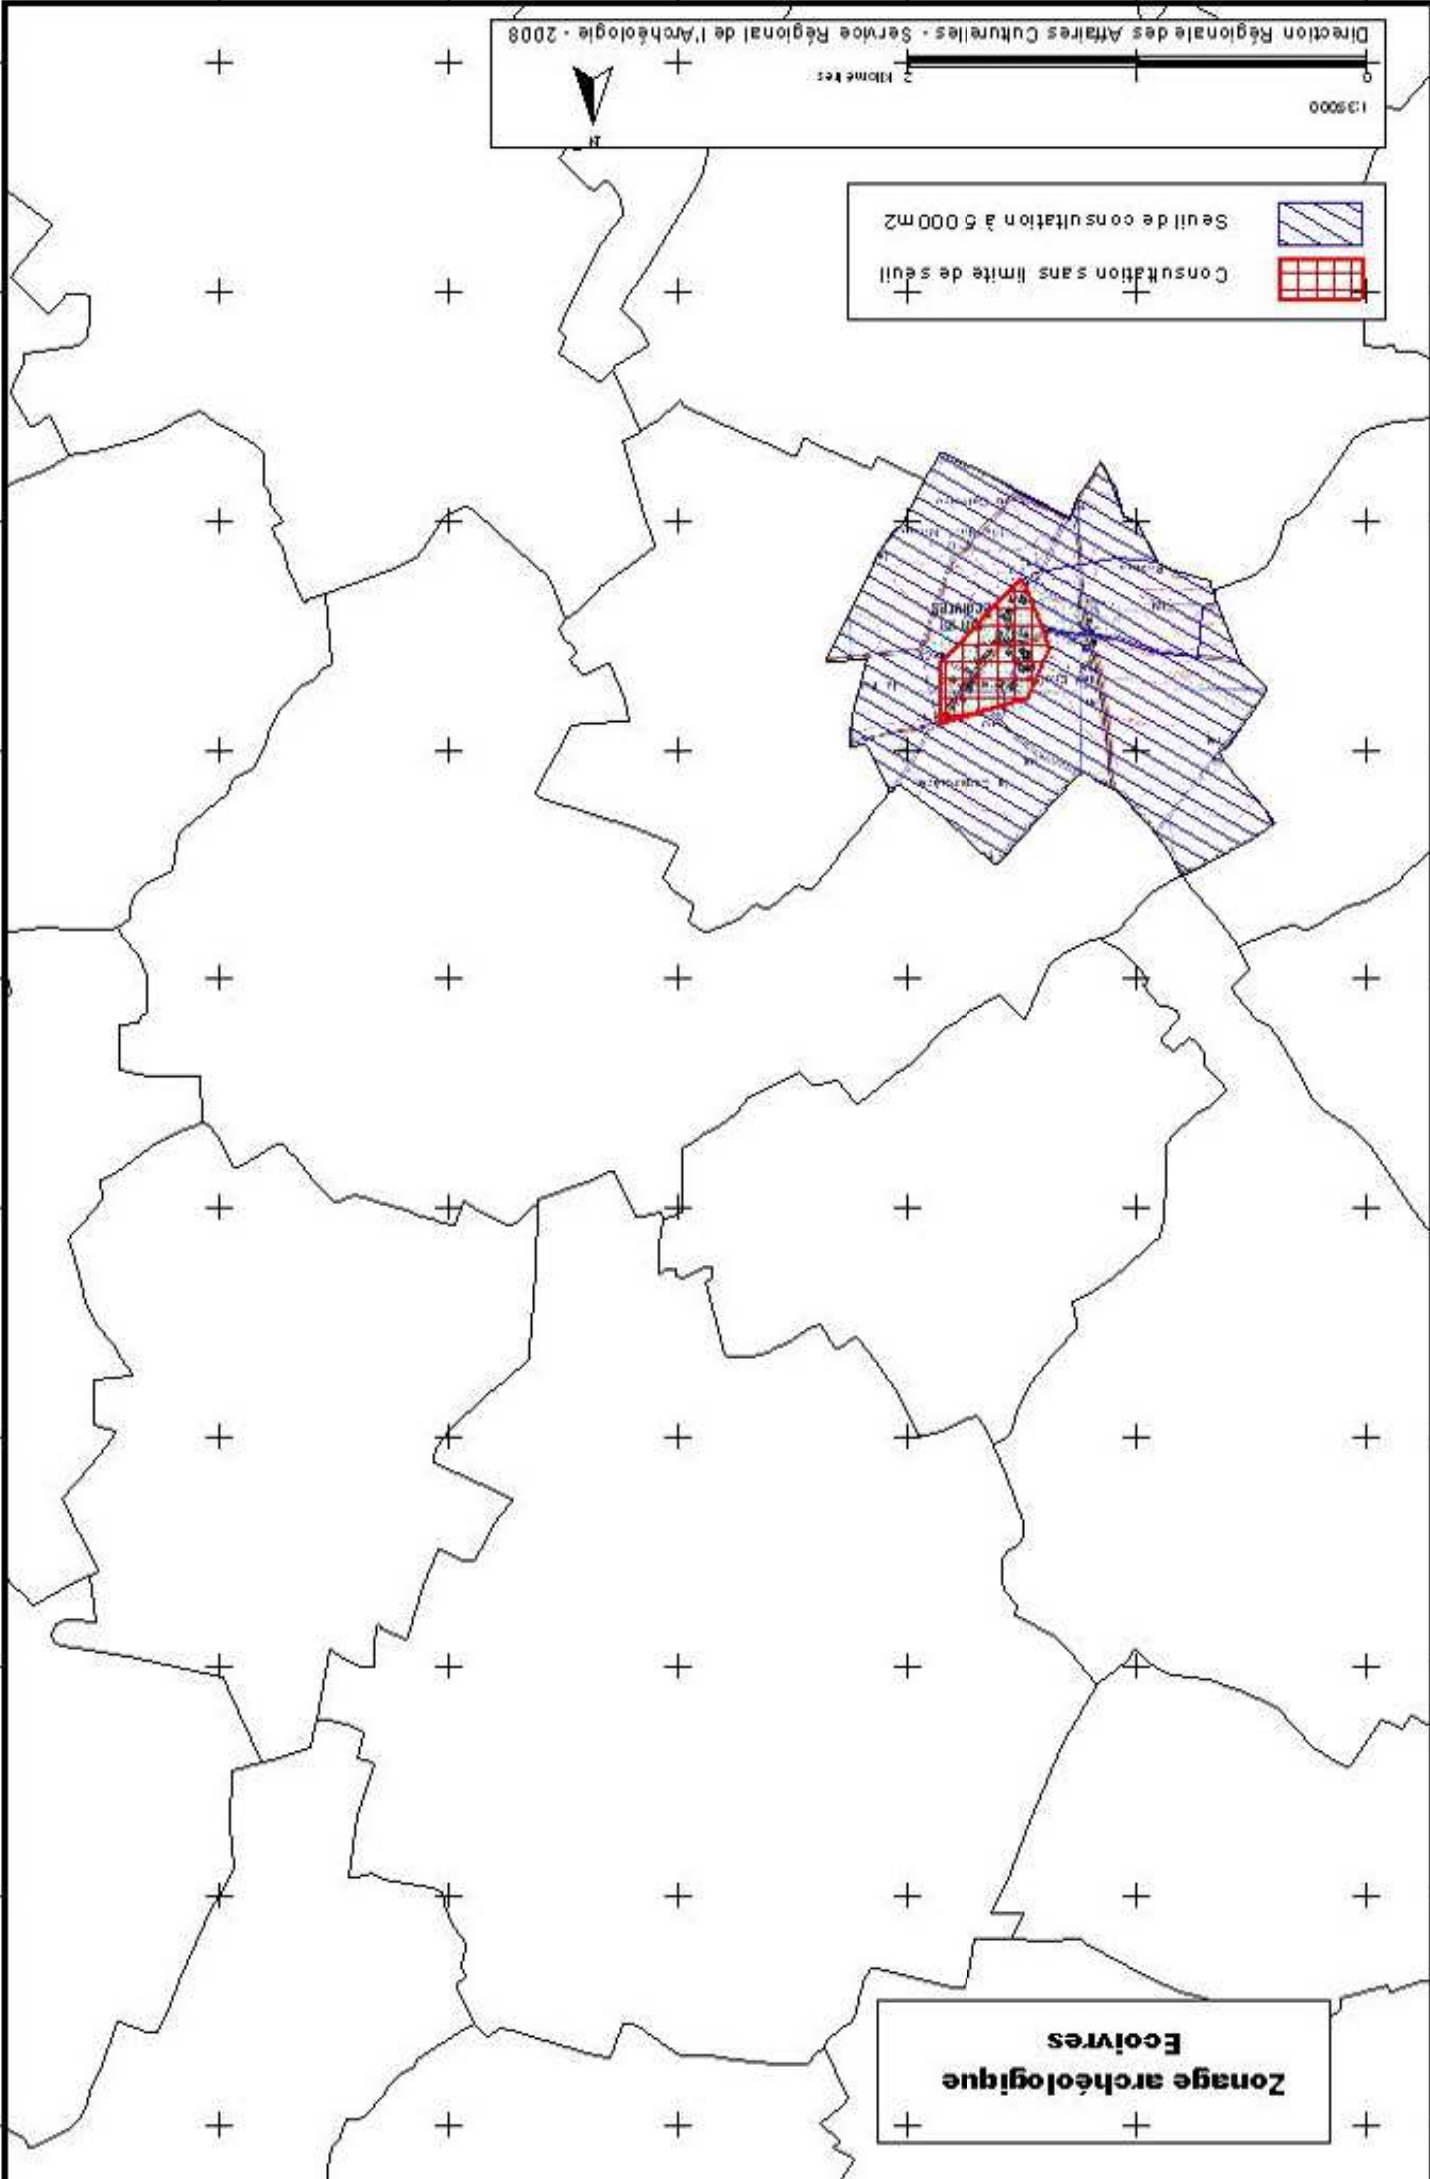 Zonage archéologique
Ecoivres
Ecoivres
Consultation sans limite de seuil
Seuil de consultation à 5 000 m2
1:35000
N
0 2 Kilomètres
Direction Régionale des Affaires Culturelles - Service Régional de l'Archéologie - 2008